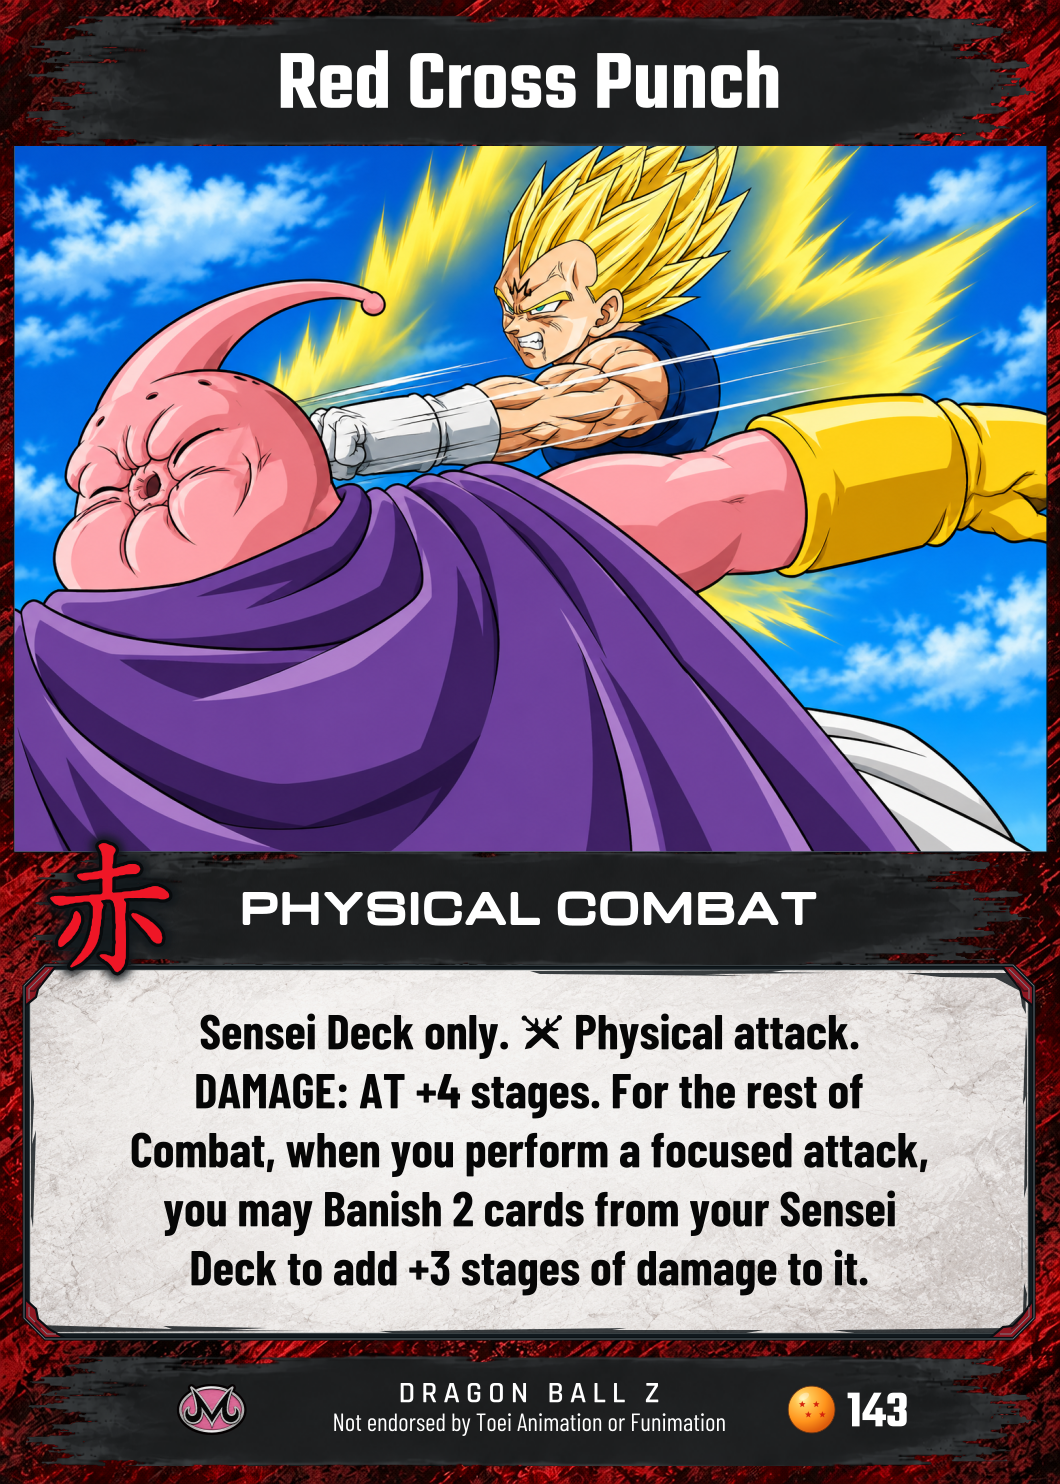 Red Cross Punch
赤
PHYSICAL COMBAT
Sensei Deck only. Physical attack.
DAMAGE: AT +4 stages. For the rest of
Combat, when you perform a focused attack,
you may Banish 2 cards from your Sensei
Deck to add +3 stages of damage to it.
M
DRAGON BALL Z
Not endorsed by Toei Animation or Funimation
143